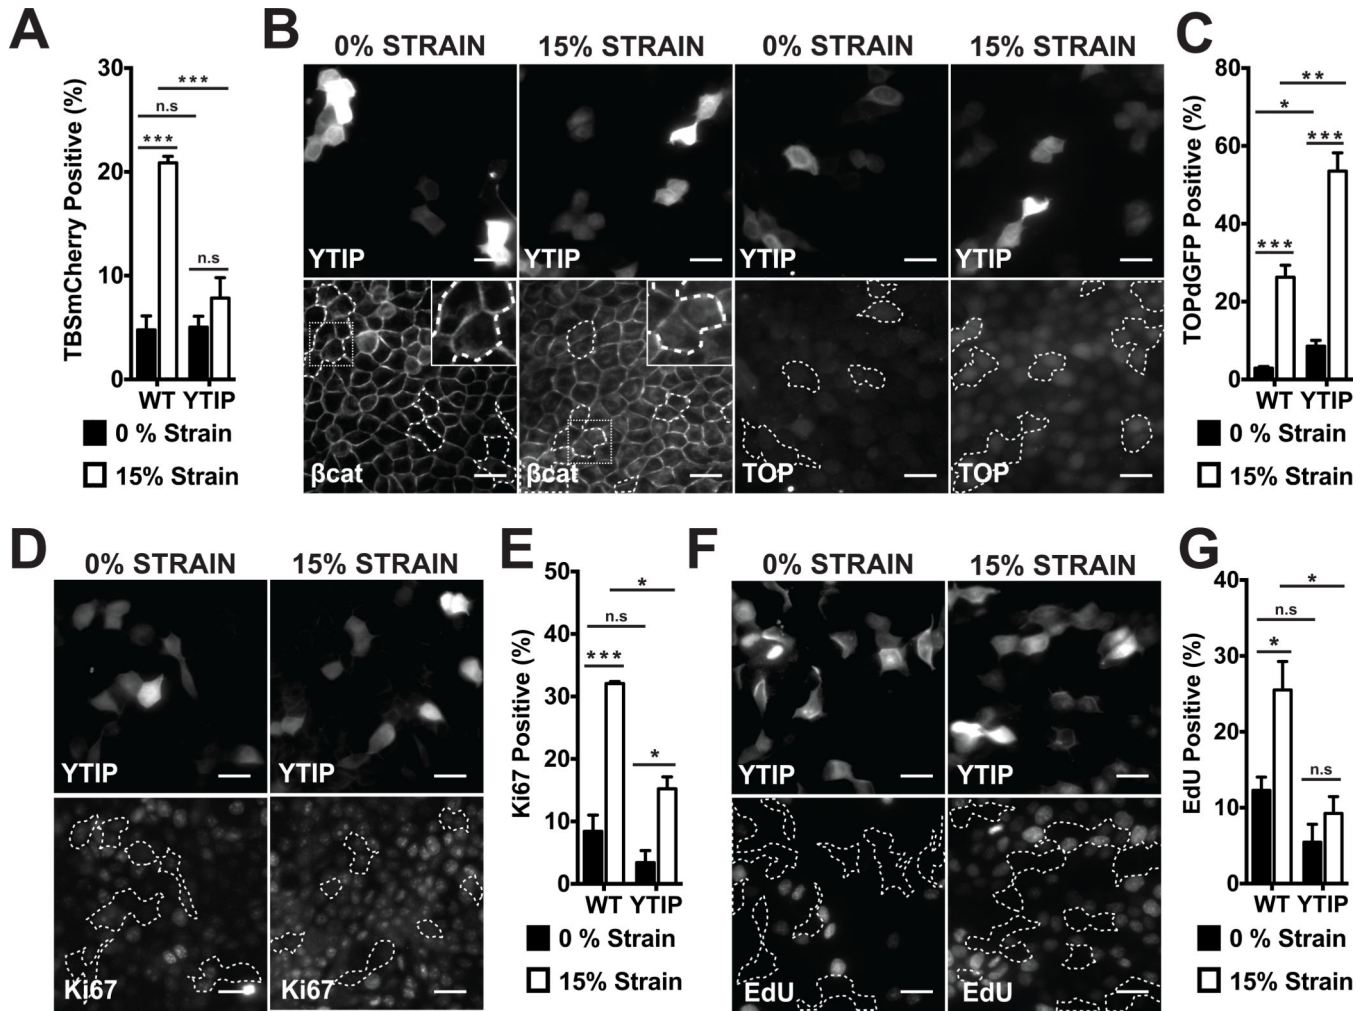 A
TBSmCherry Positive (%)
30
20
10
0
***
n.s
***
n.s
WT YTIP
0 % Strain
15% Strain
B
0% STRAIN 15% STRAIN 0% STRAIN 15% STRAIN
YTIP YTIP YTIP YTIP
βcat βcat TOP TOP
C
TOPdGFP Positive (%)
80
60
40
20
0
**
*
***
***
WT YTIP
0 % Strain
15% Strain
D
0% STRAIN 15% STRAIN
YTIP YTIP
Ki67 Ki67
E
Ki67 Positive (%)
50
40
30
20
10
0
*
n.s
***
*
WT YTIP
0 % Strain
15% Strain
F
0% STRAIN 15% STRAIN
YTIP YTIP
EdU EdU
G
EdU Positive (%)
40
30
20
10
0
*
n.s
*
n.s
WT YTIP
0 % Strain
15% Strain